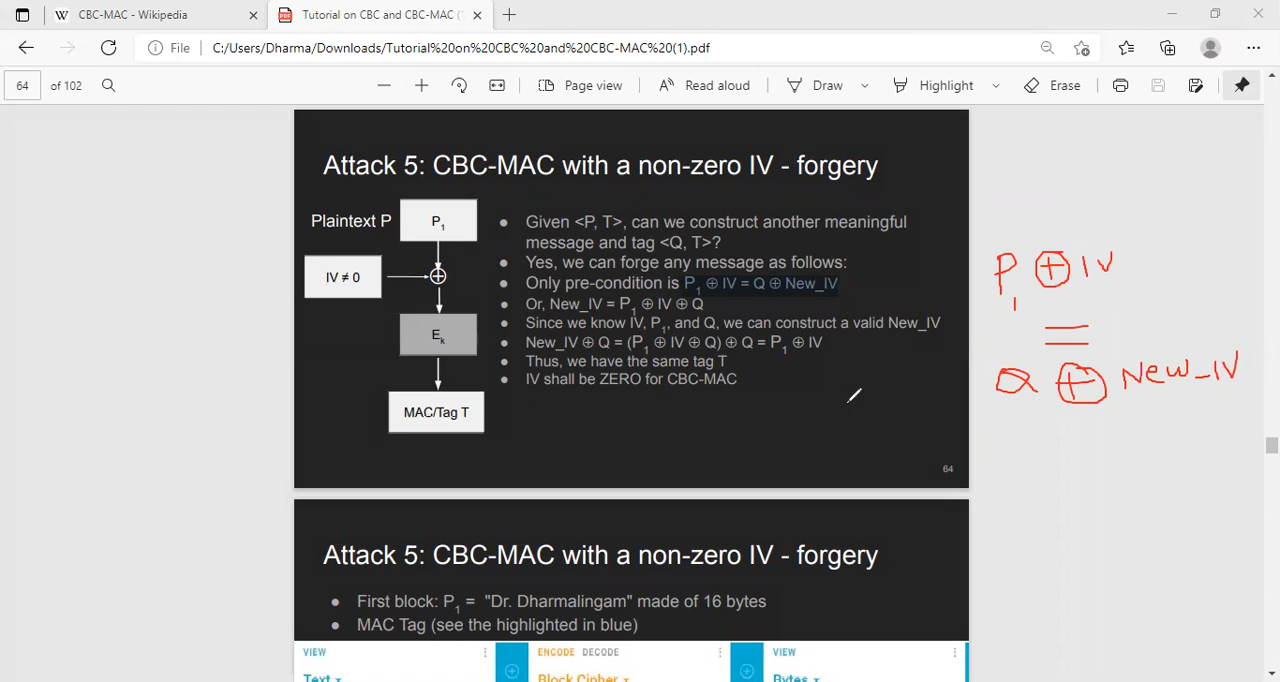 CBC-MAC - Wikipedia
Tutorial on CBC and CBC-MAC (1
File C:/Users/Dharma/Downloads/Tutorial%20on%20CBC%20and%20CBC-MAC%20(1).pdf
64 of 102
Page view
Read aloud
Draw
Highlight
Erase
Attack 5: CBC-MAC with a non-zero IV - forgery
Plaintext P
P1
IV ≠ 0
Ek
MAC/Tag T
● Given <P, T>, can we construct another meaningful
message and tag <Q, T>?
● Yes, we can forge any message as follows:
● Only pre-condition is P1 ⊕ IV = Q ⊕ New_IV
● Or, New_IV = P1 ⊕ IV ⊕ Q
● Since we know IV, P1, and Q, we can construct a valid New_IV
● New_IV ⊕ Q = (P1 ⊕ IV ⊕ Q) ⊕ Q = P1 ⊕ IV
● Thus, we have the same tag T
● IV shall be ZERO for CBC-MAC
64
P1 ⊕ IV
=
Q ⊕ New_IV
Attack 5: CBC-MAC with a non-zero IV - forgery
● First block: P1 = "Dr. Dharmalingam" made of 16 bytes
● MAC Tag (see the highlighted in blue)
VIEW
Text
ENCODE DECODE
Block Cipher
VIEW
Bytes